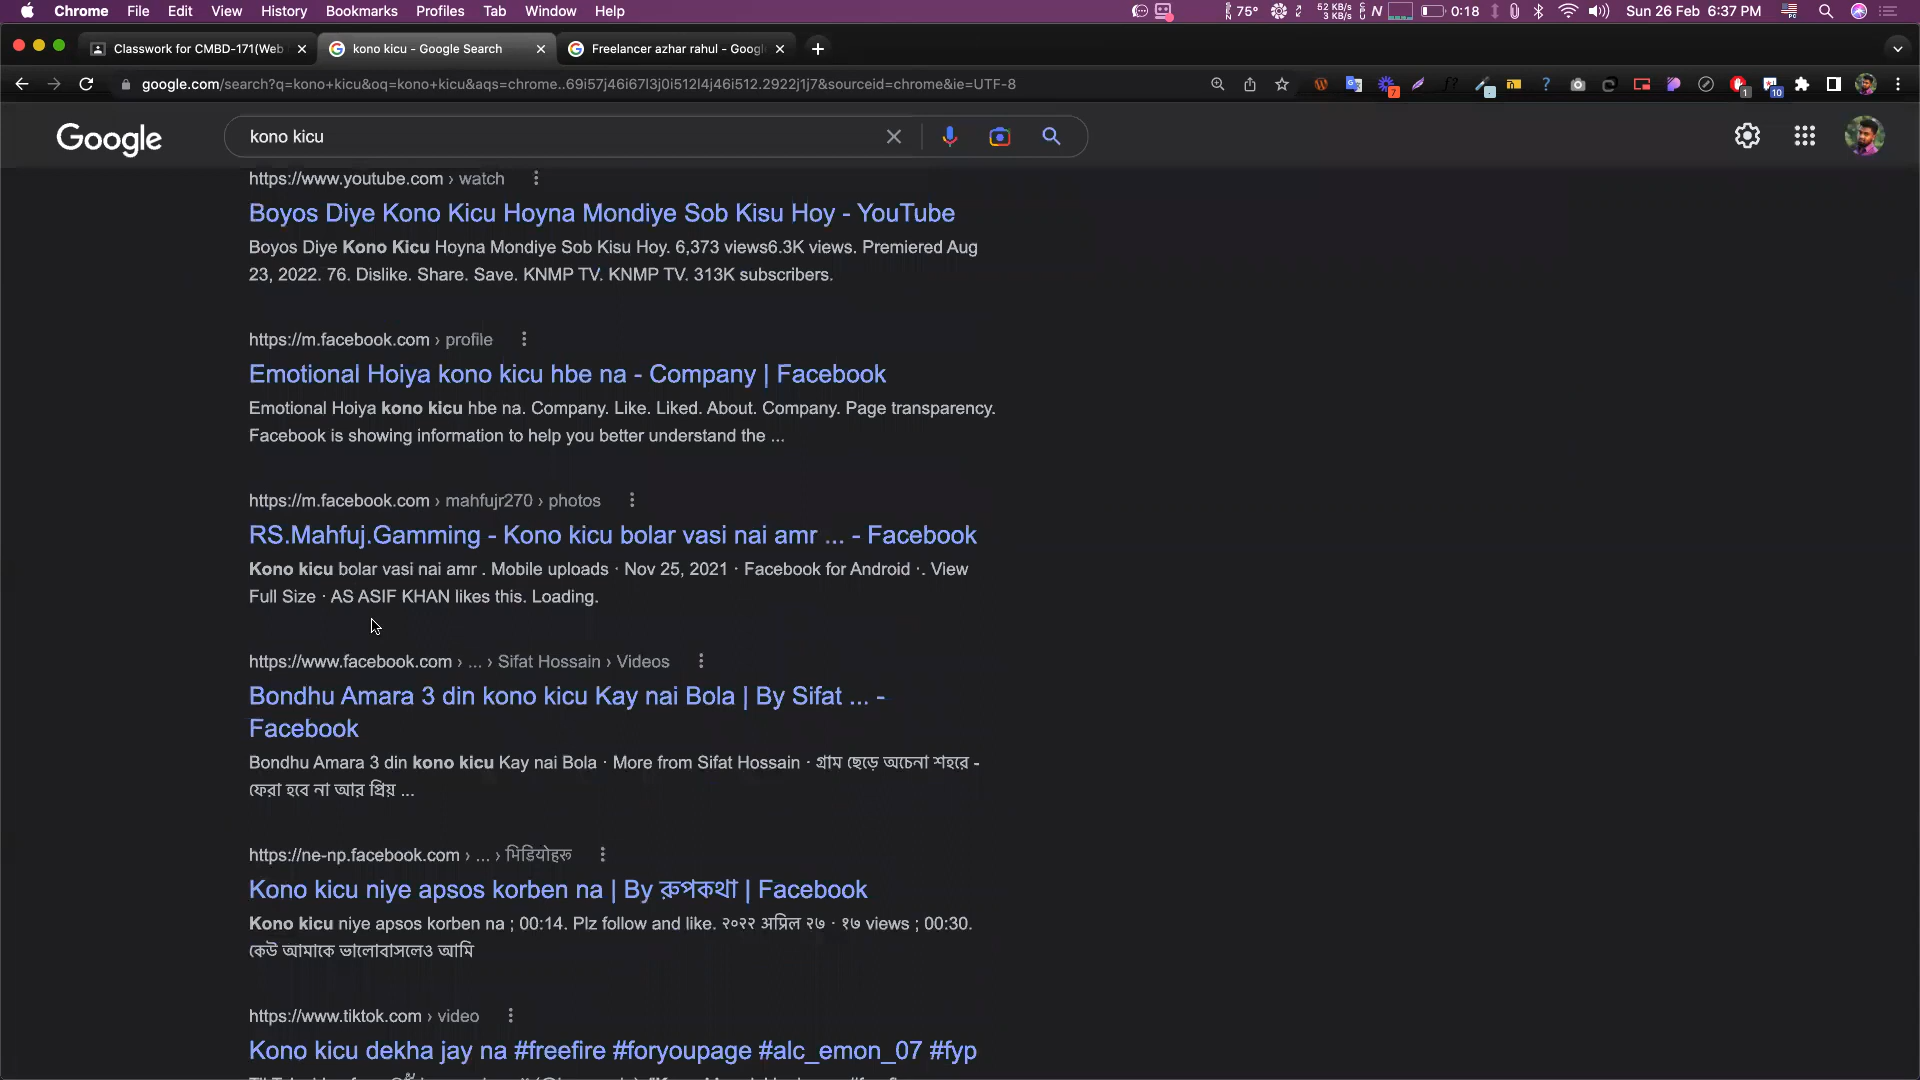 Chrome File Edit View History Bookmarks Profiles Tab Window Help 75° 52 KB/s 3 KB/s N 0:18 Sun 26 Feb 6:37 PM
Classwork for CMBD-171(Web kono kicu - Google Search Freelancer azhar rahul - Googl
google.com/search?q=kono+kicu&oq=kono+kicu&aqs=chrome..69i57j46i67l3j0i512l4j46i512.2922j1j7&sourceid=chrome&ie=UTF-8
Google kono kicu
https://www.youtube.com › watch
Boyos Diye Kono Kicu Hoyna Mondiye Sob Kisu Hoy - YouTube
Boyos Diye Kono Kicu Hoyna Mondiye Sob Kisu Hoy. 6,373 views6.3K views. Premiered Aug
23, 2022. 76. Dislike. Share. Save. KNMP TV. KNMP TV. 313K subscribers.
https://m.facebook.com › profile
Emotional Hoiya kono kicu hbe na - Company | Facebook
Emotional Hoiya kono kicu hbe na. Company. Like. Liked. About. Company. Page transparency.
Facebook is showing information to help you better understand the ...
https://m.facebook.com › mahfujr270 › photos
RS.Mahfuj.Gamming - Kono kicu bolar vasi nai amr ... - Facebook
Kono kicu bolar vasi nai amr . Mobile uploads · Nov 25, 2021 · Facebook for Android ·. View
Full Size · AS ASIF KHAN likes this. Loading.
https://www.facebook.com › ... › Sifat Hossain › Videos
Bondhu Amara 3 din kono kicu Kay nai Bola | By Sifat ... -
Facebook
Bondhu Amara 3 din kono kicu Kay nai Bola · More from Sifat Hossain · গ্রাম ছেড়ে অচেনা শহরে -
ফেরা হবে না আর প্রিয় ...
https://ne-np.facebook.com › ... › भिडियोहरू
Kono kicu niye apsos korben na | By রুপকথা | Facebook
Kono kicu niye apsos korben na ; 00:14. Plz follow and like. २०२२ अप्रिल २७ · १७ views ; 00:30.
কেউ আমাকে ভালোবাসলেও আমি
https://www.tiktok.com › video
Kono kicu dekha jay na #freefire #foryoupage #alc_emon_07 #fyp